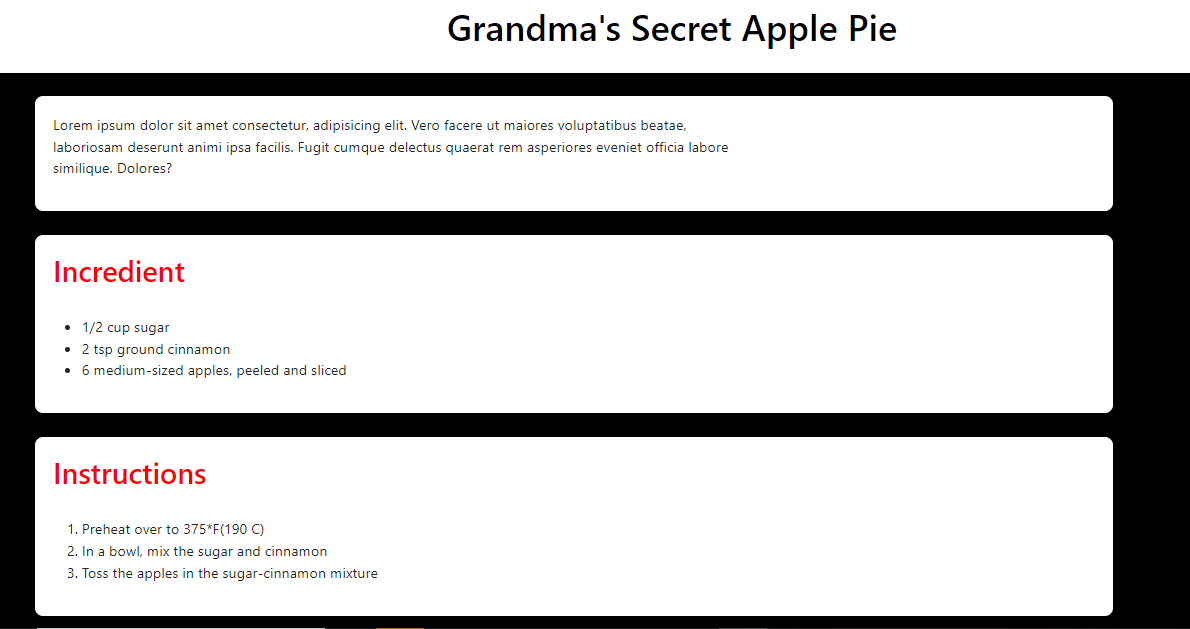 Grandma's Secret Apple Pie
Lorem ipsum dolor sit amet consectetur, adipisicing elit. Vero facere ut maiores voluptatibus beatae,
laboriosam deserunt animi ipsa facilis. Fugit cumque delectus quaerat rem asperiores eveniet officia labore
similique. Dolores?
Incredient
• 1/2 cup sugar
• 2 tsp ground cinnamon
• 6 medium-sized apples, peeled and sliced
Instructions
1. Preheat over to 375*F(190 C)
2. In a bowl, mix the sugar and cinnamon
3. Toss the apples in the sugar-cinnamon mixture